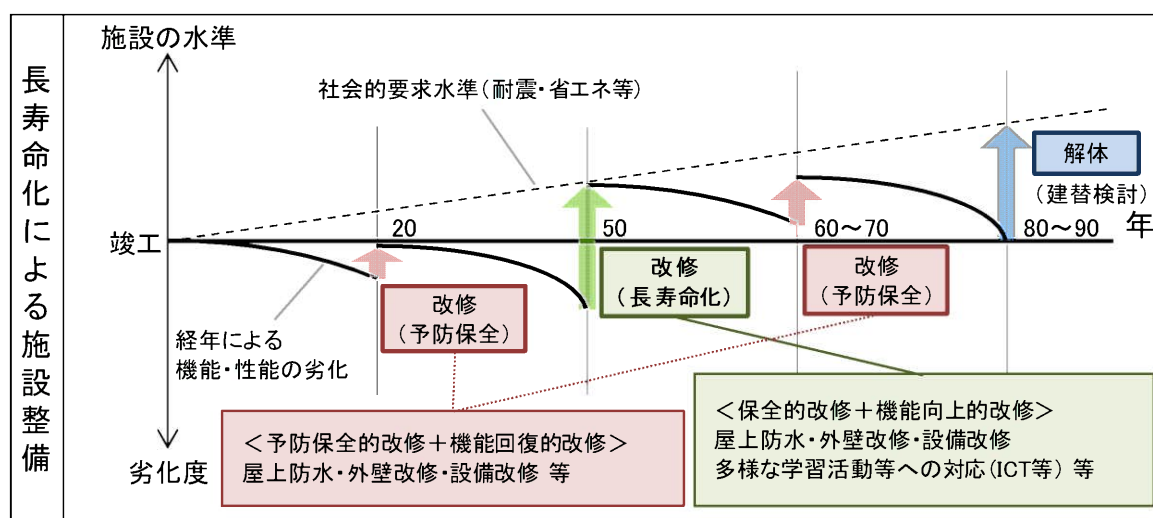 長寿命化による施設整備
施設の水準
社会的要求水準(耐震・省エネ等)
竣工
20
50
60～70
80～90
年
解体
(建替検討)
改修
(予防保全)
改修
(長寿命化)
改修
(予防保全)
経年による
機能・性能の劣化
劣化度
＜予防保全的改修＋機能回復的改修＞
屋上防水・外壁改修・設備改修 等
＜保全的改修＋機能向上的改修＞
屋上防水・外壁改修・設備改修
多様な学習活動等への対応(ICT等) 等